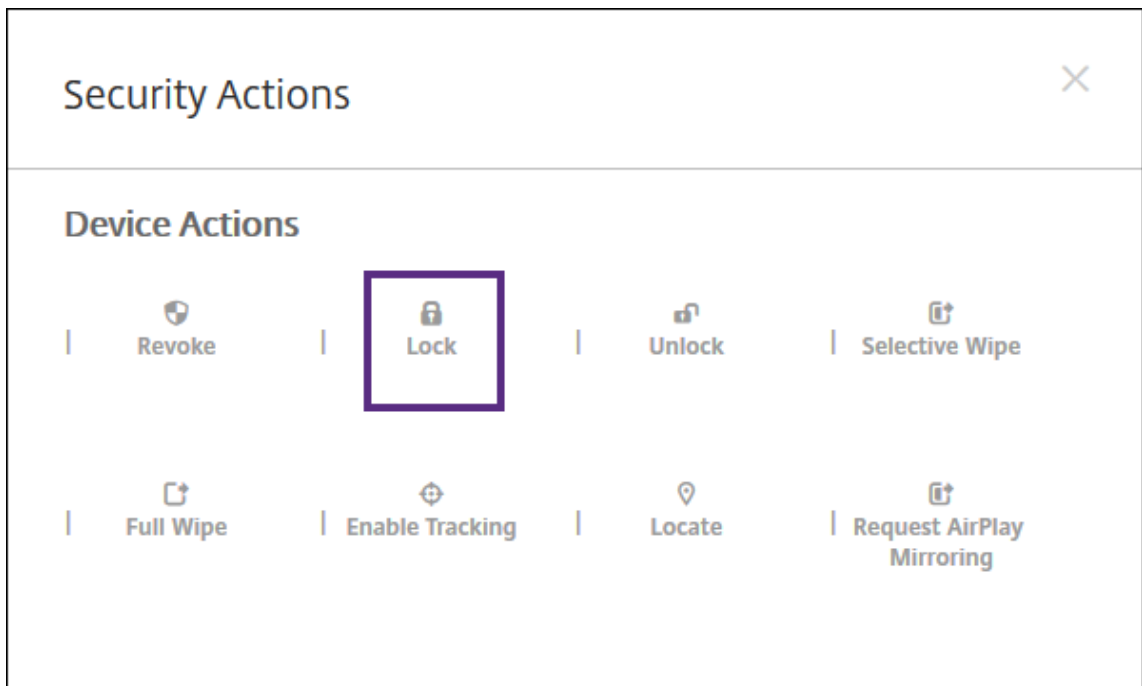 Security Actions
Device Actions
Revoke
Lock
Unlock
Selective Wipe
Full Wipe
Enable Tracking
Locate
Request AirPlay
Mirroring